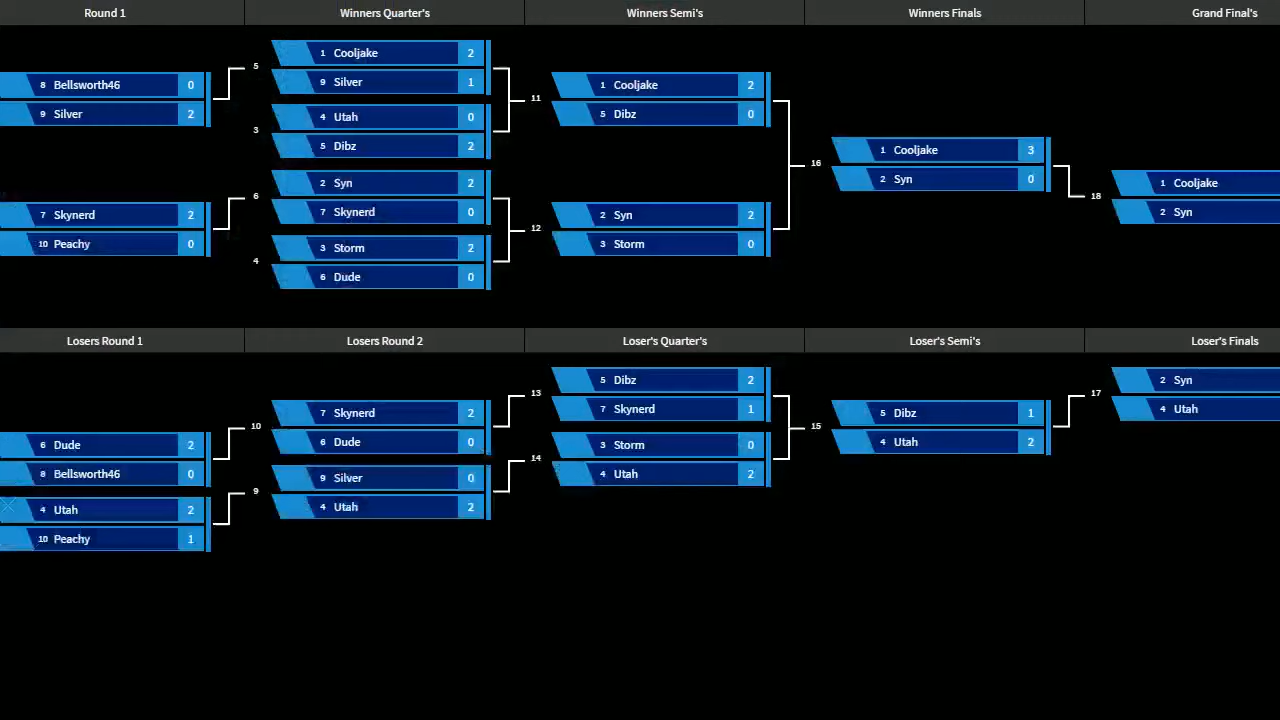 Round 1 Winners Quarter's Winners Semi's Winners Finals Grand Final's
1 Cooljake 2
5
9 Silver 1
8 Bellsworth46 0
9 Silver 2
4 Utah 0
3
5 Dibz 2
11
1 Cooljake 2
5 Dibz 0
2 Syn 2
6
7 Skynerd 0
7 Skynerd 2
10 Peachy 0
3 Storm 2
4
6 Dude 0
12
2 Syn 2
3 Storm 0
16
1 Cooljake 3
2 Syn 0
18
1 Cooljake
2 Syn
Losers Round 1 Losers Round 2 Loser's Quarter's Loser's Semi's Loser's Finals
6 Dude 2
8 Bellsworth46 0
4 Utah 2
10 Peachy 1
10
7 Skynerd 2
6 Dude 0
9
9 Silver 0
4 Utah 2
13
5 Dibz 2
7 Skynerd 1
14
3 Storm 0
4 Utah 2
15
5 Dibz 1
4 Utah 2
17
2 Syn
4 Utah